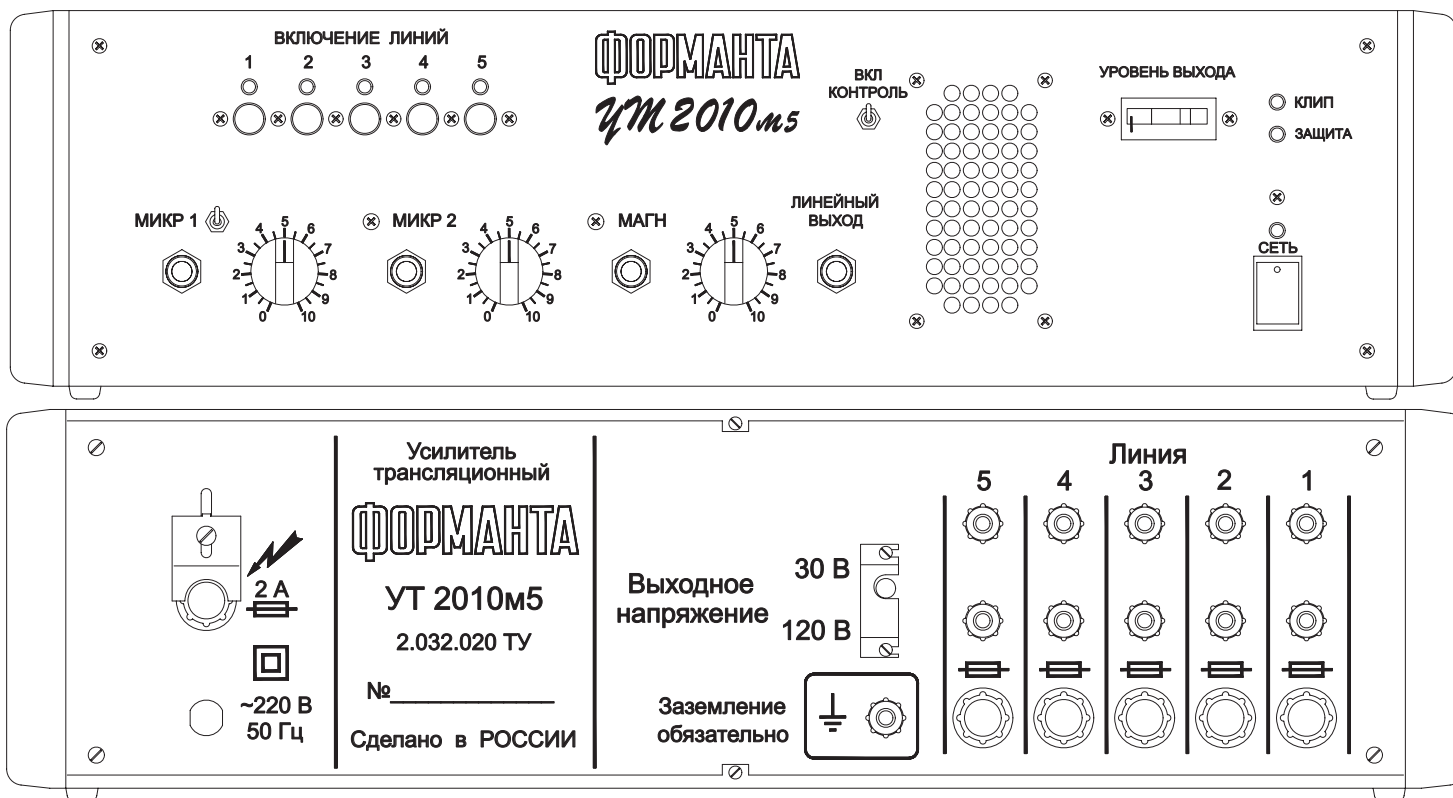 ВКЛЮЧЕНИЕ ЛИНИЙ
1 2 3 4 5
ФОРМАНТА
УТ 2010м5
ВКЛ
КОНТРОЛЬ
УРОВЕНЬ ВЫХОДА
КЛИП
ЗАЩИТА
МИКР 1
0 1 2 3 4 5 6 7 8 9 10
МИКР 2
0 1 2 3 4 5 6 7 8 9 10
МАГН
0 1 2 3 4 5 6 7 8 9 10
ЛИНЕЙНЫЙ
ВЫХОД
СЕТЬ
2 А
~220 В
50 Гц
Усилитель
трансляционный
ФОРМАНТА
УТ 2010м5
2.032.020 ТУ
№______________
Сделано в РОССИИ
Выходное
напряжение
30 В
120 В
Заземление
обязательно
Линия
5 4 3 2 1